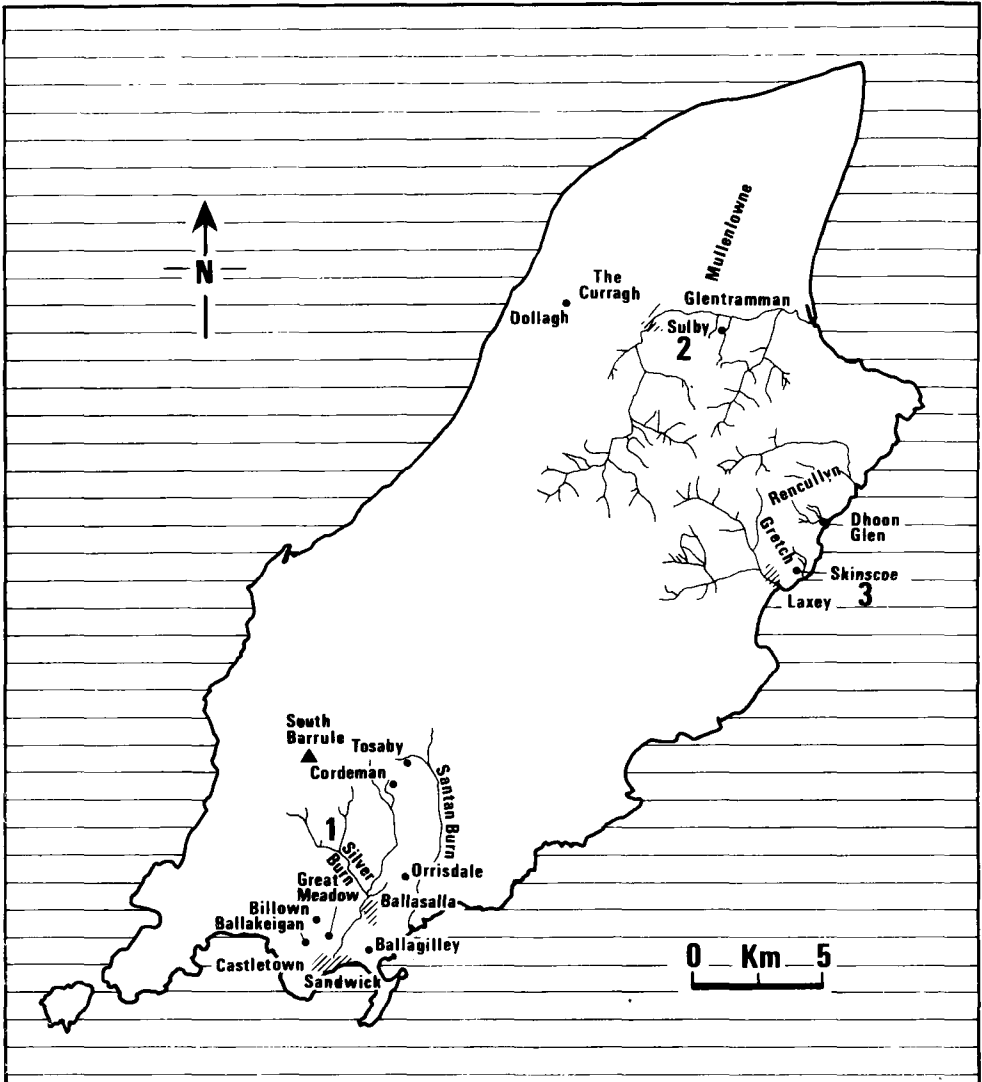 N
Mullenlowne
The
Curragh
Dollagh
Glentramman
Sulby
2
Rencullyn
Gretch
Dhoon
Glen
Skinscoe
Laxey
3
South
Barrule
Tosaby
Cordeman
Santan Burn
1
Silver
Burn
Great
Meadow
Orrisdale
Ballasalla
Billown
Ballakeigan
Ballagilley
Castletown
Sandwick
0 Km 5